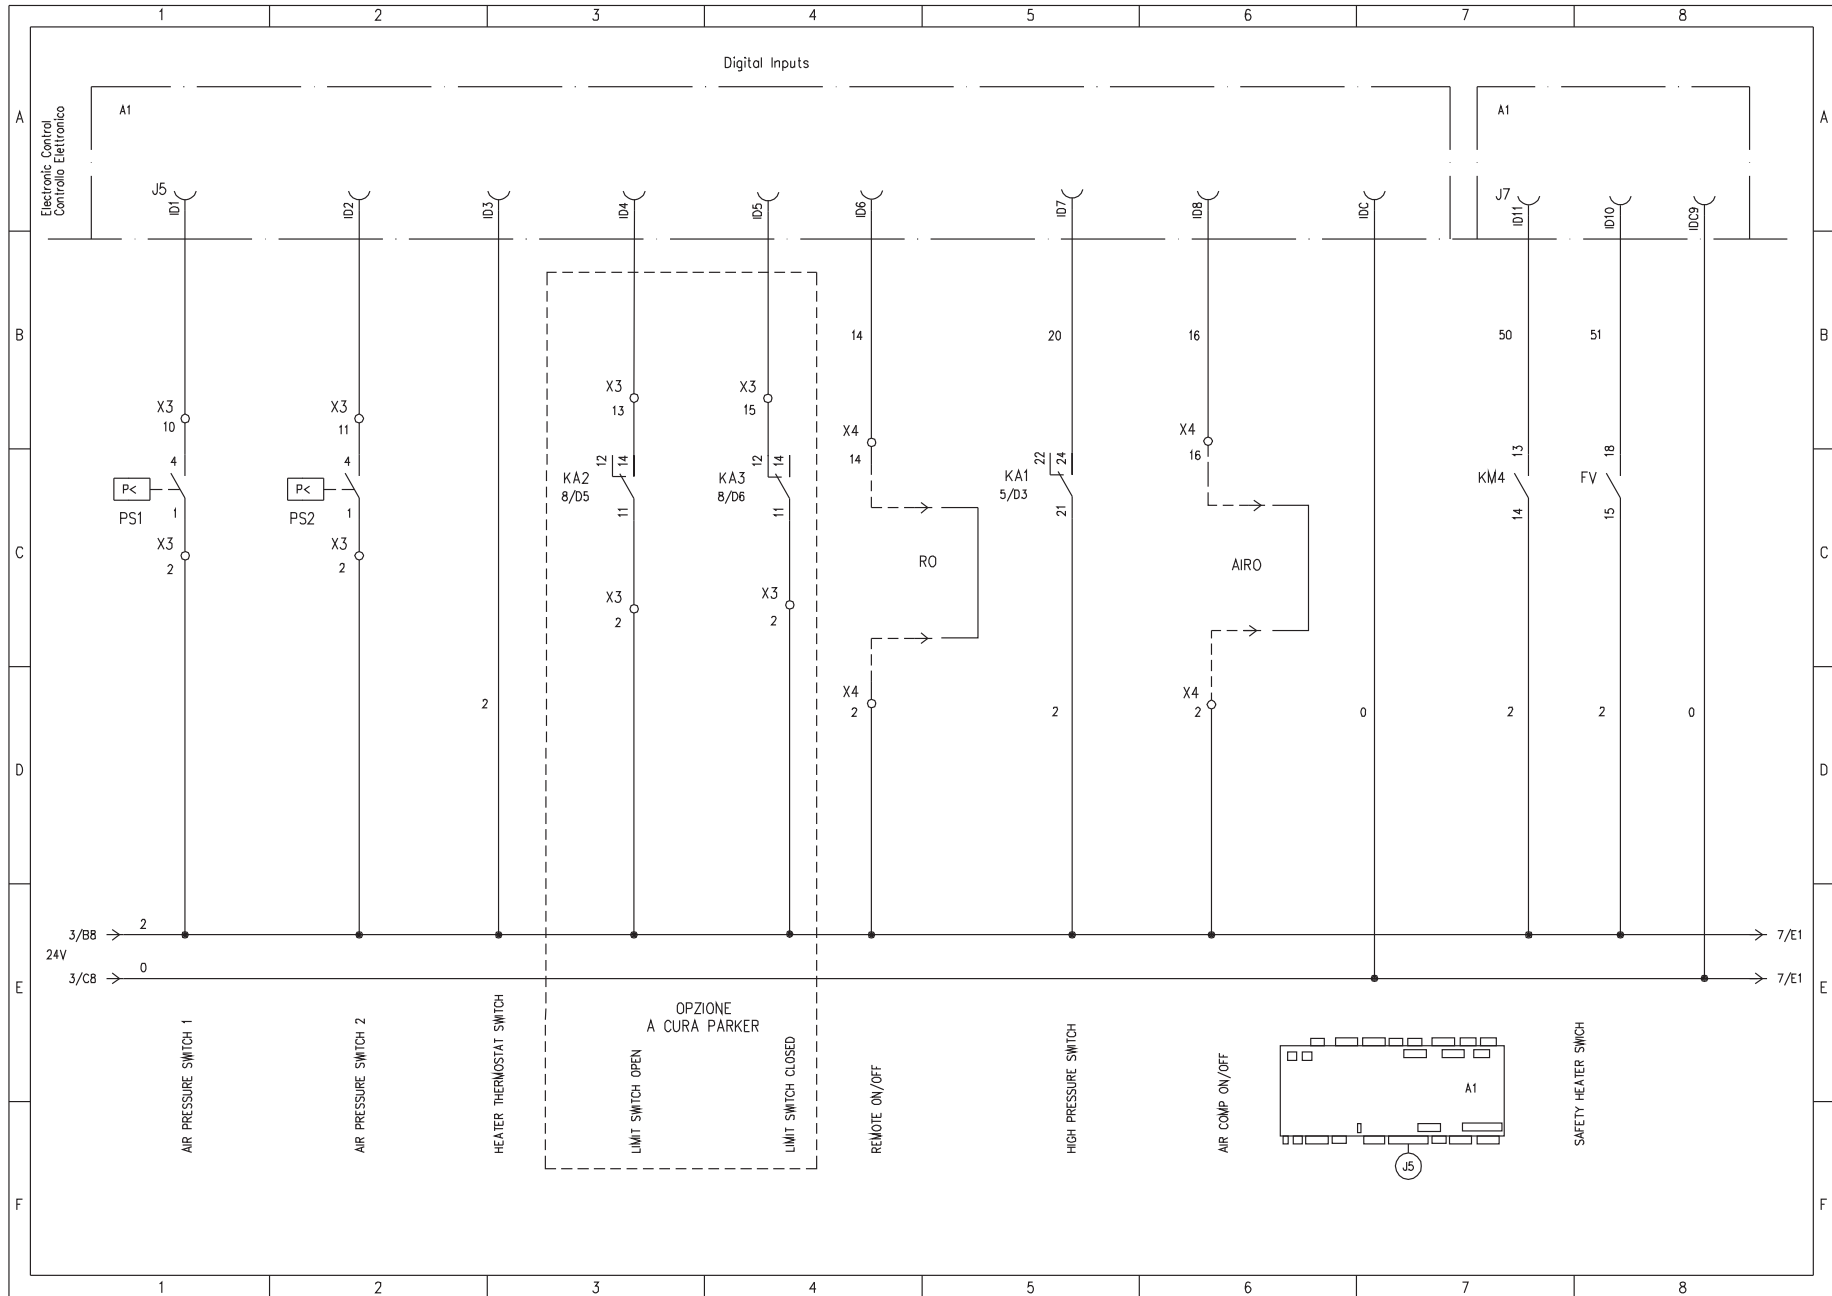 1 2 3 4 5 6 7 8
Digital Inputs
A A
Electronic Control
Controllo Elettronico
A1 A1
J5 J7
ID1 ID2 ID3 ID4 ID5 ID6 ID7 ID8 IDC ID11 ID10 IDC9
B 14 20 16 50 51 B
X3 X3
13 15
X3 X3
10 11
X4 X4
14 16
4 4 12 14 12 14 22 24 13 18
P< P< KA2 KA3 KA1 KM4 FV
8/D5 8/D6 5/D3
1 1 11 11 21 14 15
PS1 PS2
X3 X3
2 2
C RO AIRO C
X3 X3
2 2
X4 X4
2 2 2 2 0 2 2 0
D D
3/B8 2 7/E1
24V
3/C8 0 7/E1
E E
OPZIONE
A CURA PARKER
AIR PRESSURE SWITCH 1
AIR PRESSURE SWITCH 2
HEATER THERMOSTAT SWITCH
LIMIT SWITCH OPEN
LIMIT SWITCH CLOSED
REMOTE ON/OFF
HIGH PRESSURE SWITCH
AIR COMP ON/OFF
A1
J5
SAFETY HEATER SWICH
F F
1 2 3 4 5 6 7 8